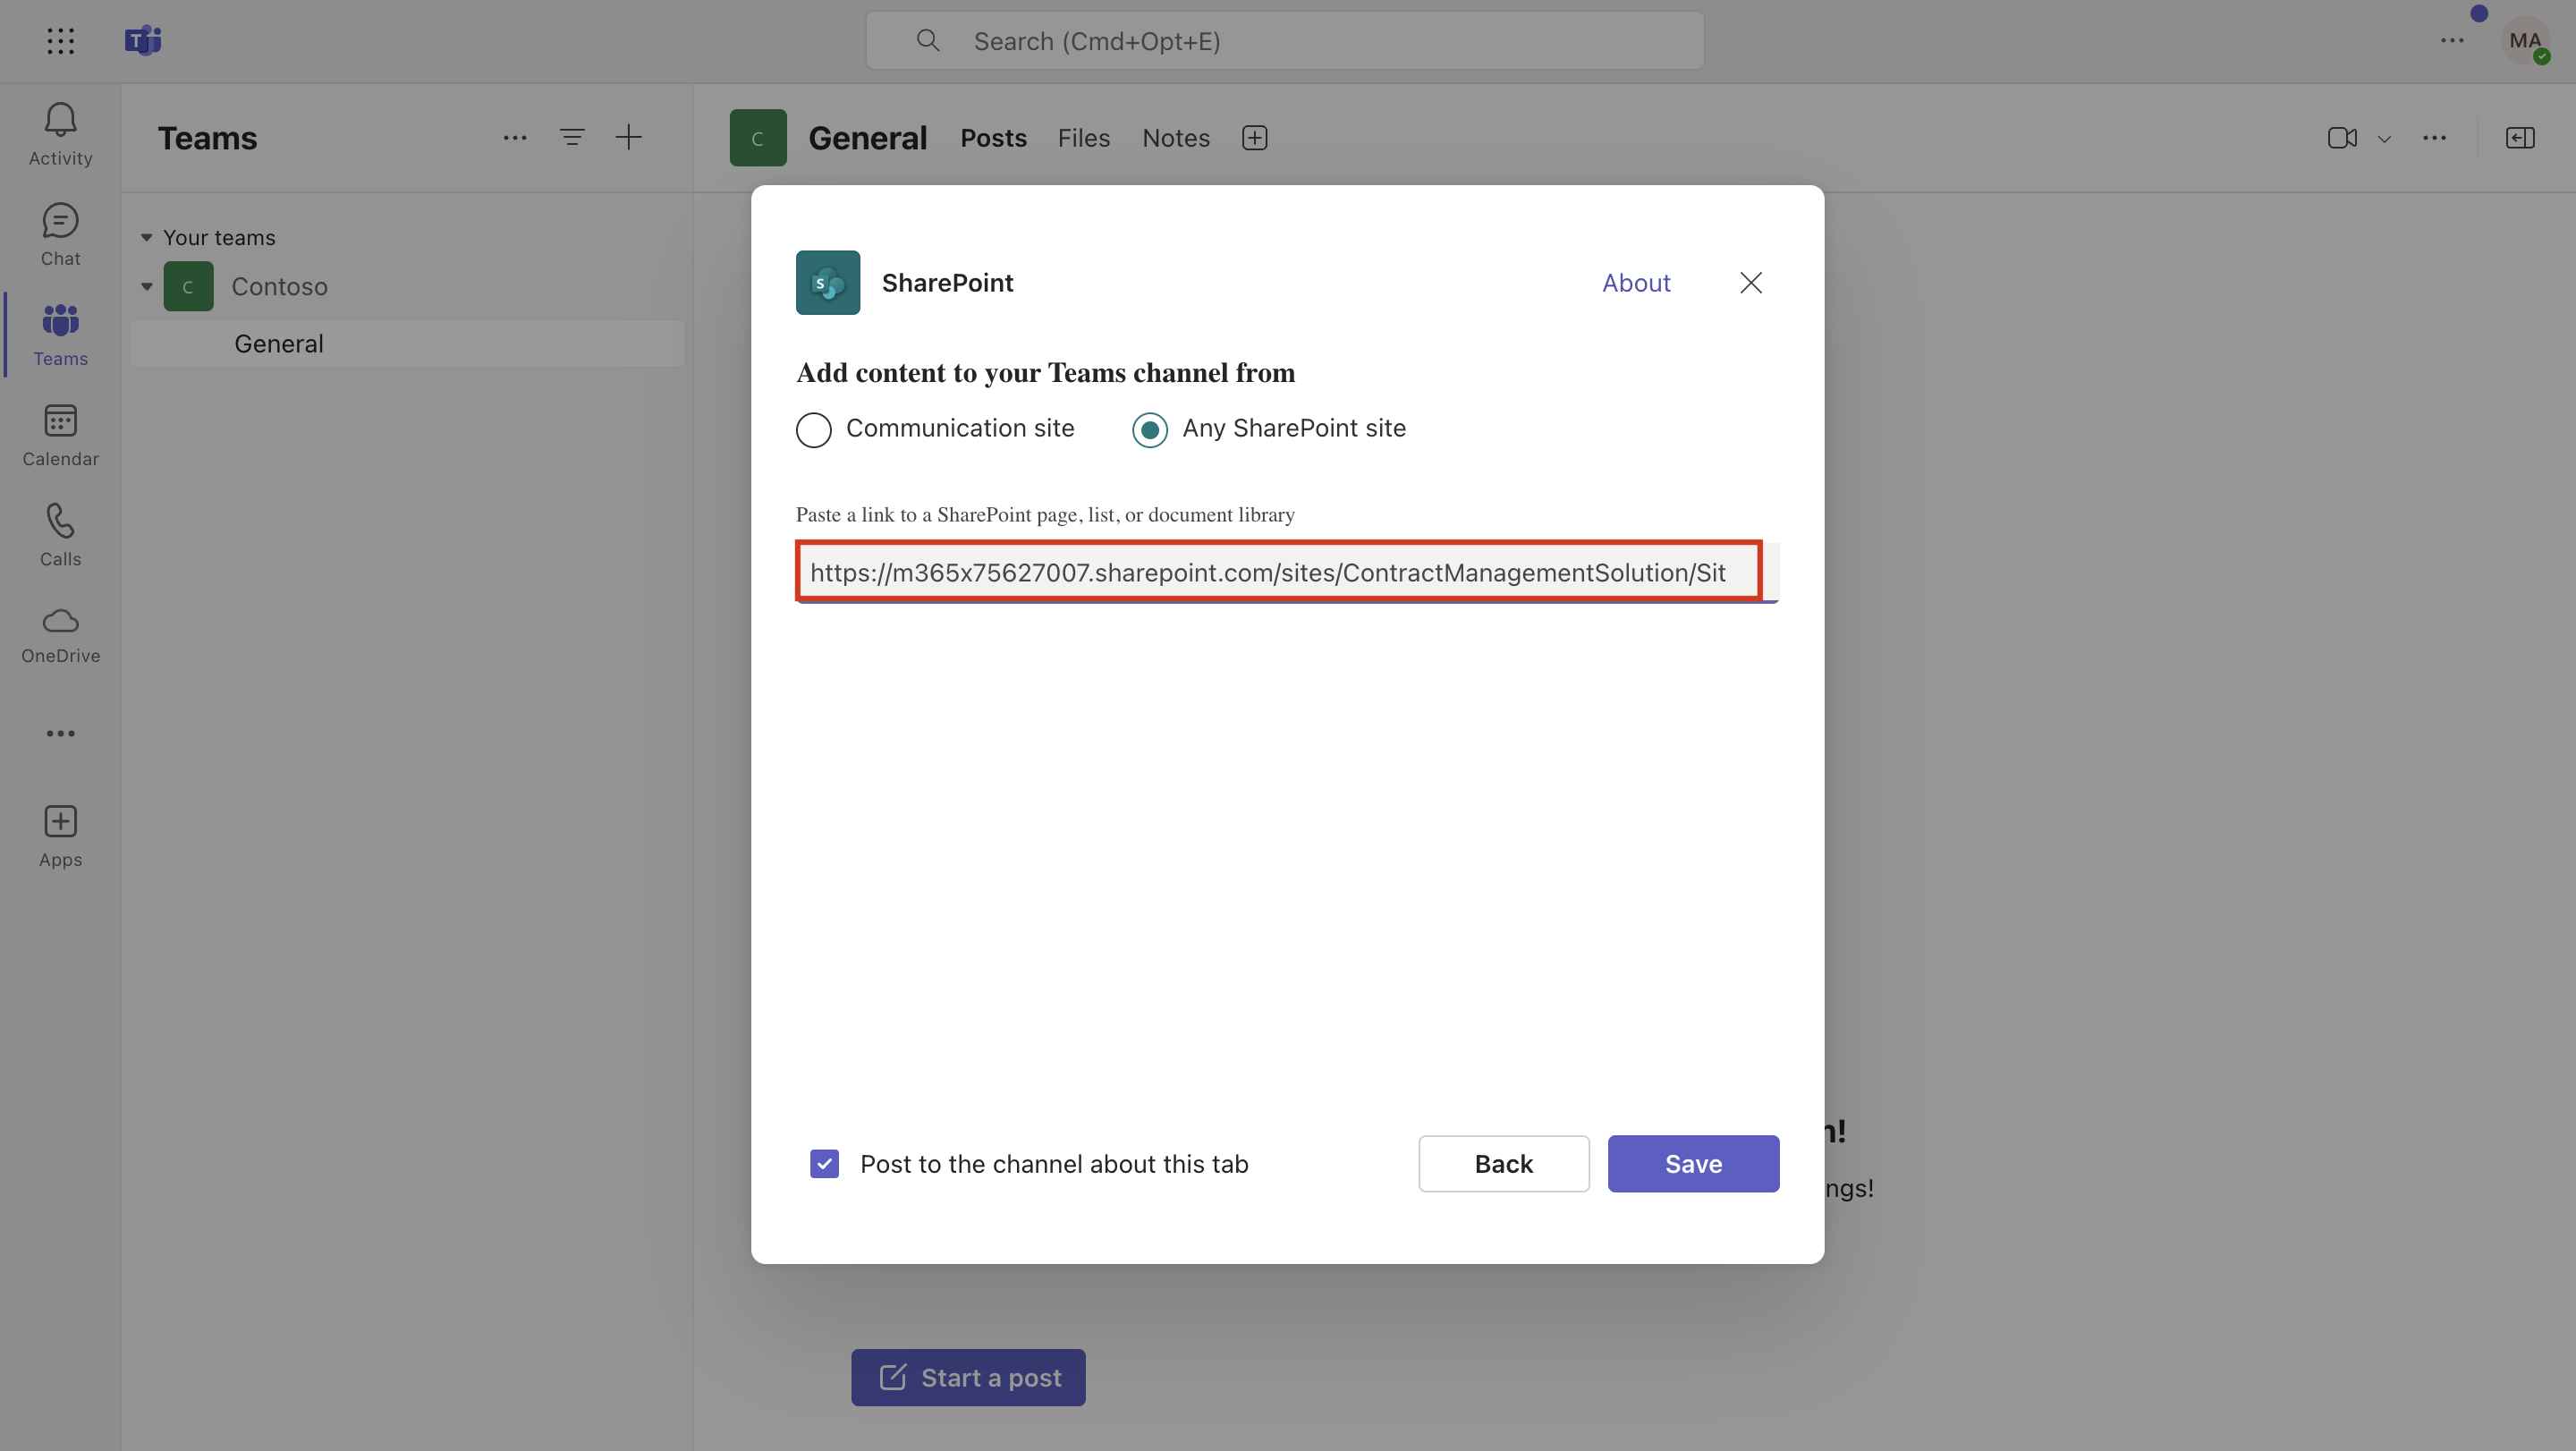 T
Search (Cmd+Opt+E)
MA
Activity
Chat
Teams
Calendar
Calls
OneDrive
Apps
Teams
Your teams
C
Contoso
General
C
General
Posts
Files
Notes
S
SharePoint
About
Add content to your Teams channel from
Communication site
Any SharePoint site
Paste a link to a SharePoint page, list, or document library
https://m365x75627007.sharepoint.com/sites/ContractManagementSolution/Sit
Post to the channel about this tab
Back
Save
ngs!
Start a post